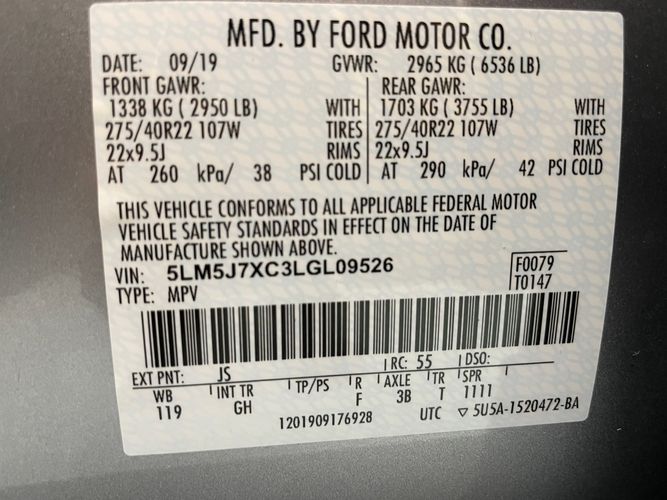 MFD. BY FORD MOTOR CO.
DATE: 09/19 GVWR: 2965 KG ( 6536 LB)
FRONT GAWR: REAR GAWR:
1338 KG ( 2950 LB) WITH 1703 KG ( 3755 LB) WITH
275/40R22 107W TIRES 275/40R22 107W TIRES
22x9.5J RIMS 22x9.5J RIMS
AT 260 kPa/ 38 PSI COLD AT 290 kPa/ 42 PSI COLD
THIS VEHICLE CONFORMS TO ALL APPLICABLE FEDERAL MOTOR
VEHICLE SAFETY STANDARDS IN EFFECT ON THE DATE OF
MANUFACTURE SHOWN ABOVE.
VIN: 5LM5J7XC3LGL09526 F0079
TYPE: MPV T0147
EXT PNT: JS RC: 55 DSO:
WB INT TR TP/PS R AXLE TR SPR
119 GH F 3B T 1111
1201909176928 UTC ▽ 5U5A-1520472-BA